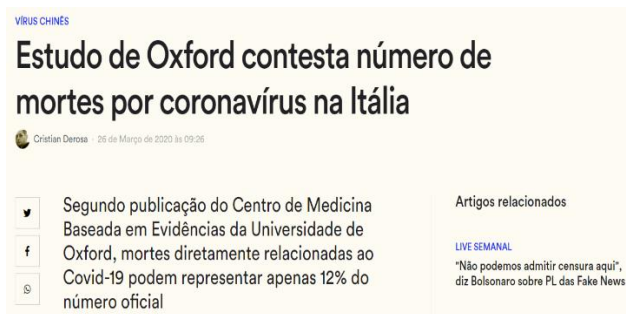 VÍRUS CHINÊS
Estudo de Oxford contesta número de
mortes por coronavírus na Itália
Cristian Derosa · 26 de Março de 2020 às 09:26
Segundo publicação do Centro de Medicina
Baseada em Evidências da Universidade de
Oxford, mortes diretamente relacionadas ao
Covid-19 podem representar apenas 12% do
número oficial
Artigos relacionados
LIVE SEMANAL
"Não podemos admitir censura aqui",
diz Bolsonaro sobre PL das Fake News